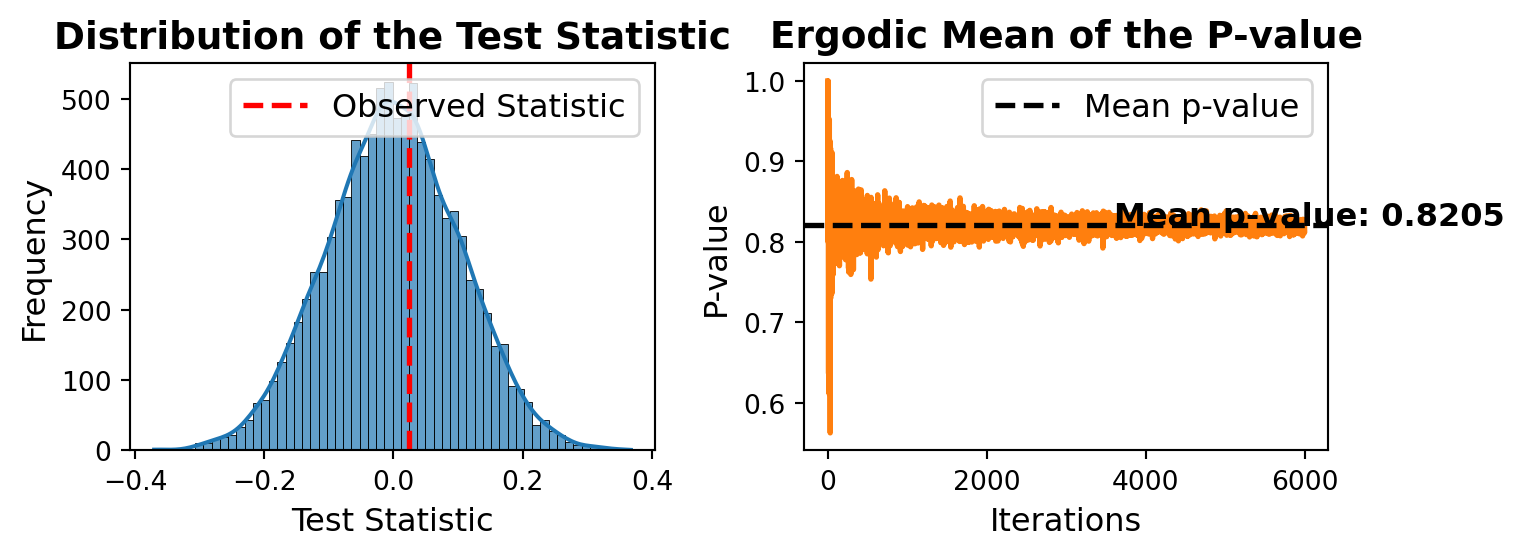 Distribution of the Test Statistic
Observed Statistic
Frequency
500
400
300
200
100
0
−0.4 −0.2 0.0 0.2 0.4
Test Statistic
Ergodic Mean of the P-value
Mean p-value
P-value
1.0
0.9
0.8
0.7
0.6
Mean p-value: 0.8205
0 2000 4000 6000
Iterations